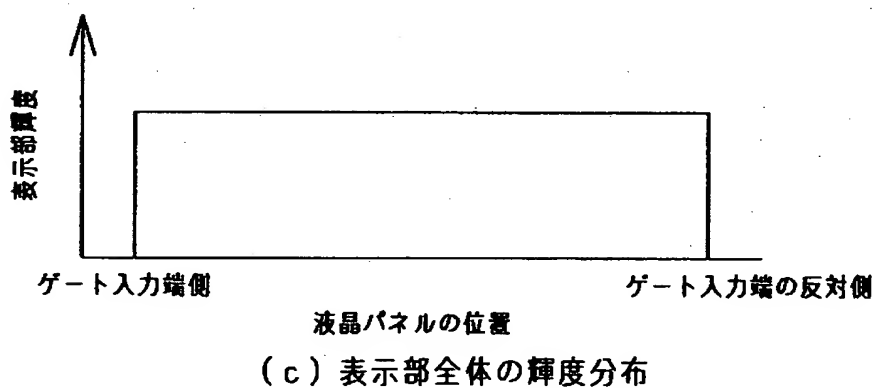 表示部輝度
ゲート入力端側
ゲート入力端の反対側
液晶パネルの位置
(c)表示部全体の輝度分布